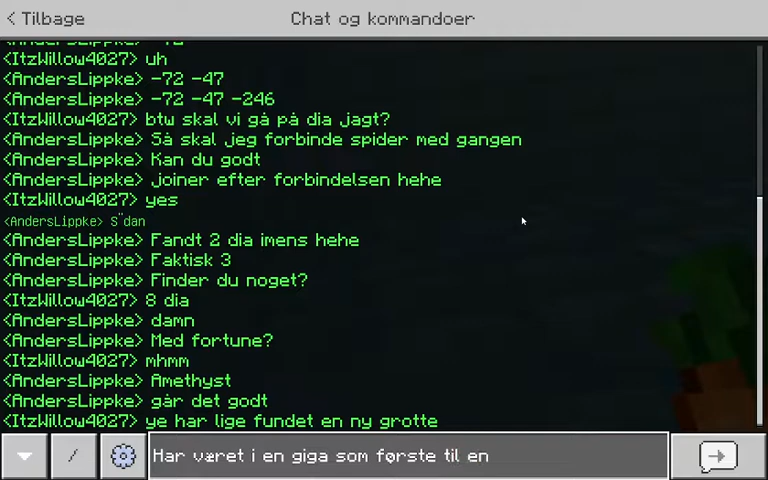 < Tilbage
Chat og kommandoer
<ItzWillow4027> uh
<AndersLippke> -72 -47
<AndersLippke> -72 -47 -246
<ItzWillow4027> btw skal vi gå på dia jagt?
<AndersLippke> Så skal jeg forbinde spider med gangen
<AndersLippke> Kan du godt
<AndersLippke> joiner efter forbindelsen hehe
<ItzWillow4027> yes
<AndersLippke> S¨dan
<AndersLippke> Fandt 2 dia imens hehe
<AndersLippke> Faktisk 3
<AndersLippke> Finder du noget?
<ItzWillow4027> 8 dia
<AndersLippke> damn
<AndersLippke> Med fortune?
<ItzWillow4027> mhmm
<AndersLippke> Amethyst
<AndersLippke> går det godt
<ItzWillow4027> ye har lige fundet en ny grotte
/
Har været i en giga som første til en